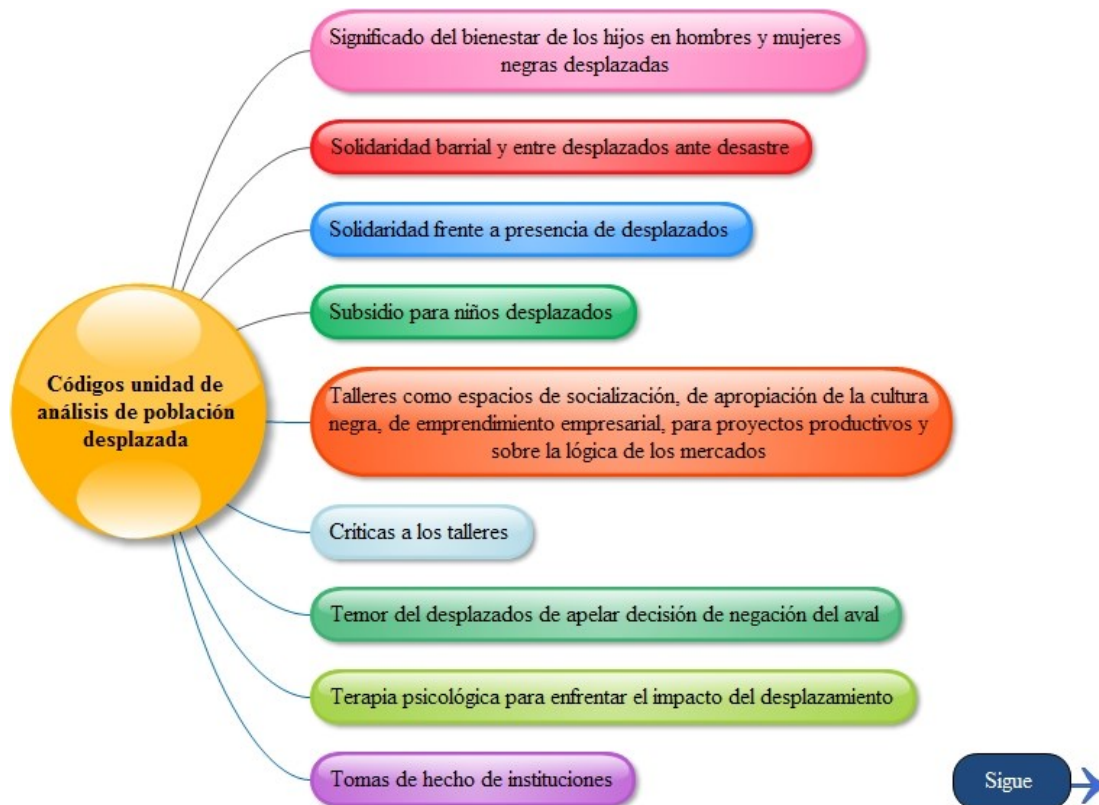 Significado del bienestar de los hijos en hombres y mujeres
negras desplazadas
Solidaridad barrial y entre desplazados ante desastre
Solidaridad frente a presencia de desplazados
Subsidio para niños desplazados
Códigos unidad de
análisis de población
desplazada
Talleres como espacios de socialización, de apropiación de la cultura
negra, de emprendimiento empresarial, para proyectos productivos y
sobre la lógica de los mercados
Criticas a los talleres
Temor del desplazados de apelar decisión de negación del aval
Terapia psicológica para enfrentar el impacto del desplazamiento
Tomas de hecho de instituciones
Sigue